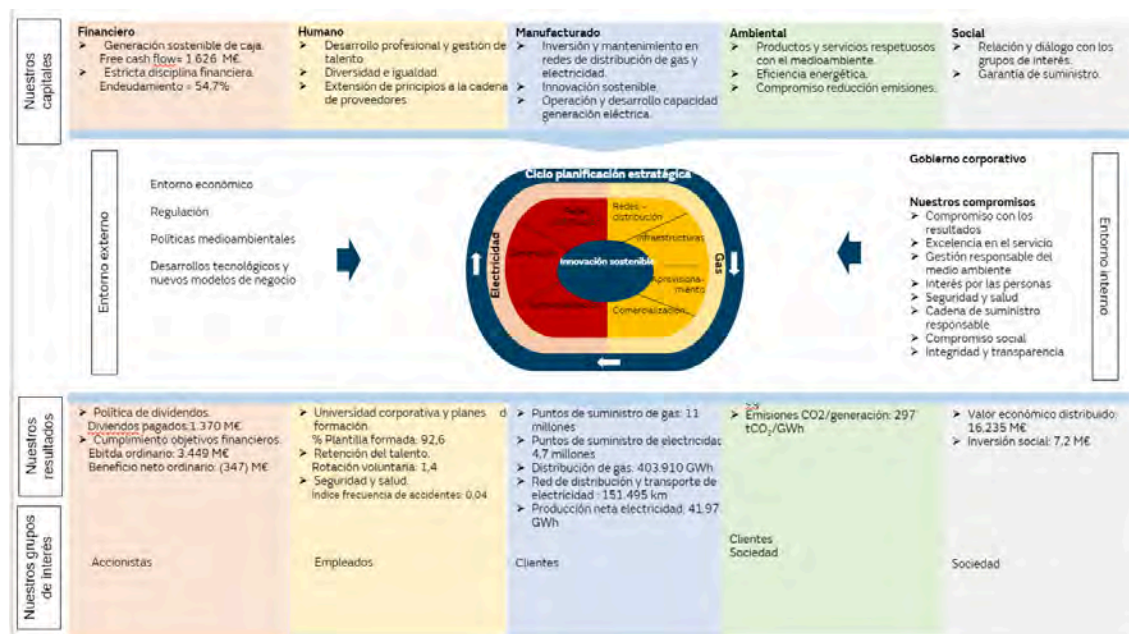 Nuestros
capitales
Financiero
➤ Generación sostenible de caja.
Free cash flow= 1.626 M€
➤ Estricta disciplina financiera.
Endeudamiento = 54,7%
Humano
➤ Desarrollo profesional y gestión de
talento
➤ Diversidad e igualdad.
➤ Extensión de principios a la cadena
de proveedores
Manufacturado
➤ Inversión y mantenimiento en
redes de distribución de gas y
electricidad.
➤ Innovación sostenible.
➤ Operación y desarrollo capacidad
generación eléctrica.
Ambiental
➤ Productos y servicios respetuosos
con el medioambiente.
➤ Eficiencia energética.
➤ Compromiso reducción emisiones.
Social
➤ Relación y diálogo con los
grupos de interés.
➤ Garantía de suministro.
Entorno externo
Entorno económico
Regulación
Políticas medioambientales
Desarrollos tecnológicos y
nuevos modelos de negocio
Ciclo planificación estratégica
Electricidad
Gas
Redes –
distribución
Infraestructuras
Innovación sostenible
Aprovisiona-
miento
Comercialización
Gobierno corporativo
Nuestros compromisos
➤ Compromiso con los
resultados
➤ Excelencia en el servicio
➤ Gestión responsable del
medio ambiente
➤ Interés por las personas
➤ Seguridad y salud
➤ Cadena de suministro
responsable
➤ Compromiso social
➤ Integridad y transparencia
Entorno interno
Nuestros
resultados
➤ Política de dividendos.
Dividendos pagados:1.370 M€
➤ Cumplimiento objetivos financieros.
Ebitda ordinario: 3.449 M€
Beneficio neto ordinario: (347) M€
➤ Universidad corporativa y planes d
formación.
% Plantilla formada: 92,6
➤ Retención del talento.
Rotación voluntaria: 1,4
➤ Seguridad y salud.
Indice frecuencia de accidentes: 0,04
➤ Puntos de suministro de gas: 11
millones
➤ Puntos de suministro de electricidad
4,7 millones
➤ Distribución de gas: 403.910 GWh
➤ Red de distribución y transporte de
electricidad : 151.495 km
➤ Producción neta electricidad: 41.97
GWh
➤ Emisiones CO2/generación: 297
tCO₂/GWh
➤ Valor económico distribuido:
16.235 M€
➤ Inversión social: 7,2 M€
Nuestros grupos
de interés
Accionistas
Empleados
Clientes
Clientes
Sociedad
Sociedad